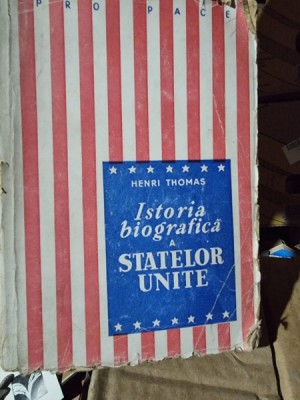 PRO PACE
HENRI THOMAS
Istoria
biografică
A
STATELOR
UNITE